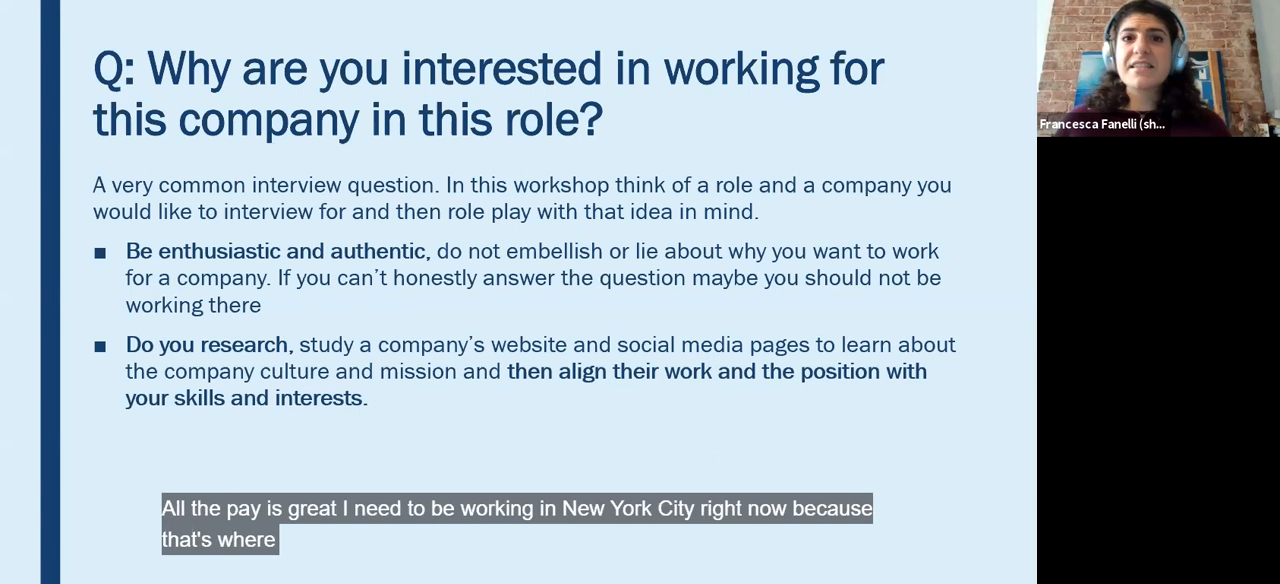 Q: Why are you interested in working for
this company in this role?
A very common interview question. In this workshop think of a role and a company you
would like to interview for and then role play with that idea in mind.
■ Be enthusiastic and authentic, do not embellish or lie about why you want to work
for a company. If you can't honestly answer the question maybe you should not be
working there
■ Do you research, study a company's website and social media pages to learn about
the company culture and mission and then align their work and the position with
your skills and interests.
All the pay is great I need to be working in New York City right now because
that's where
Francesca Fanelli (sh...